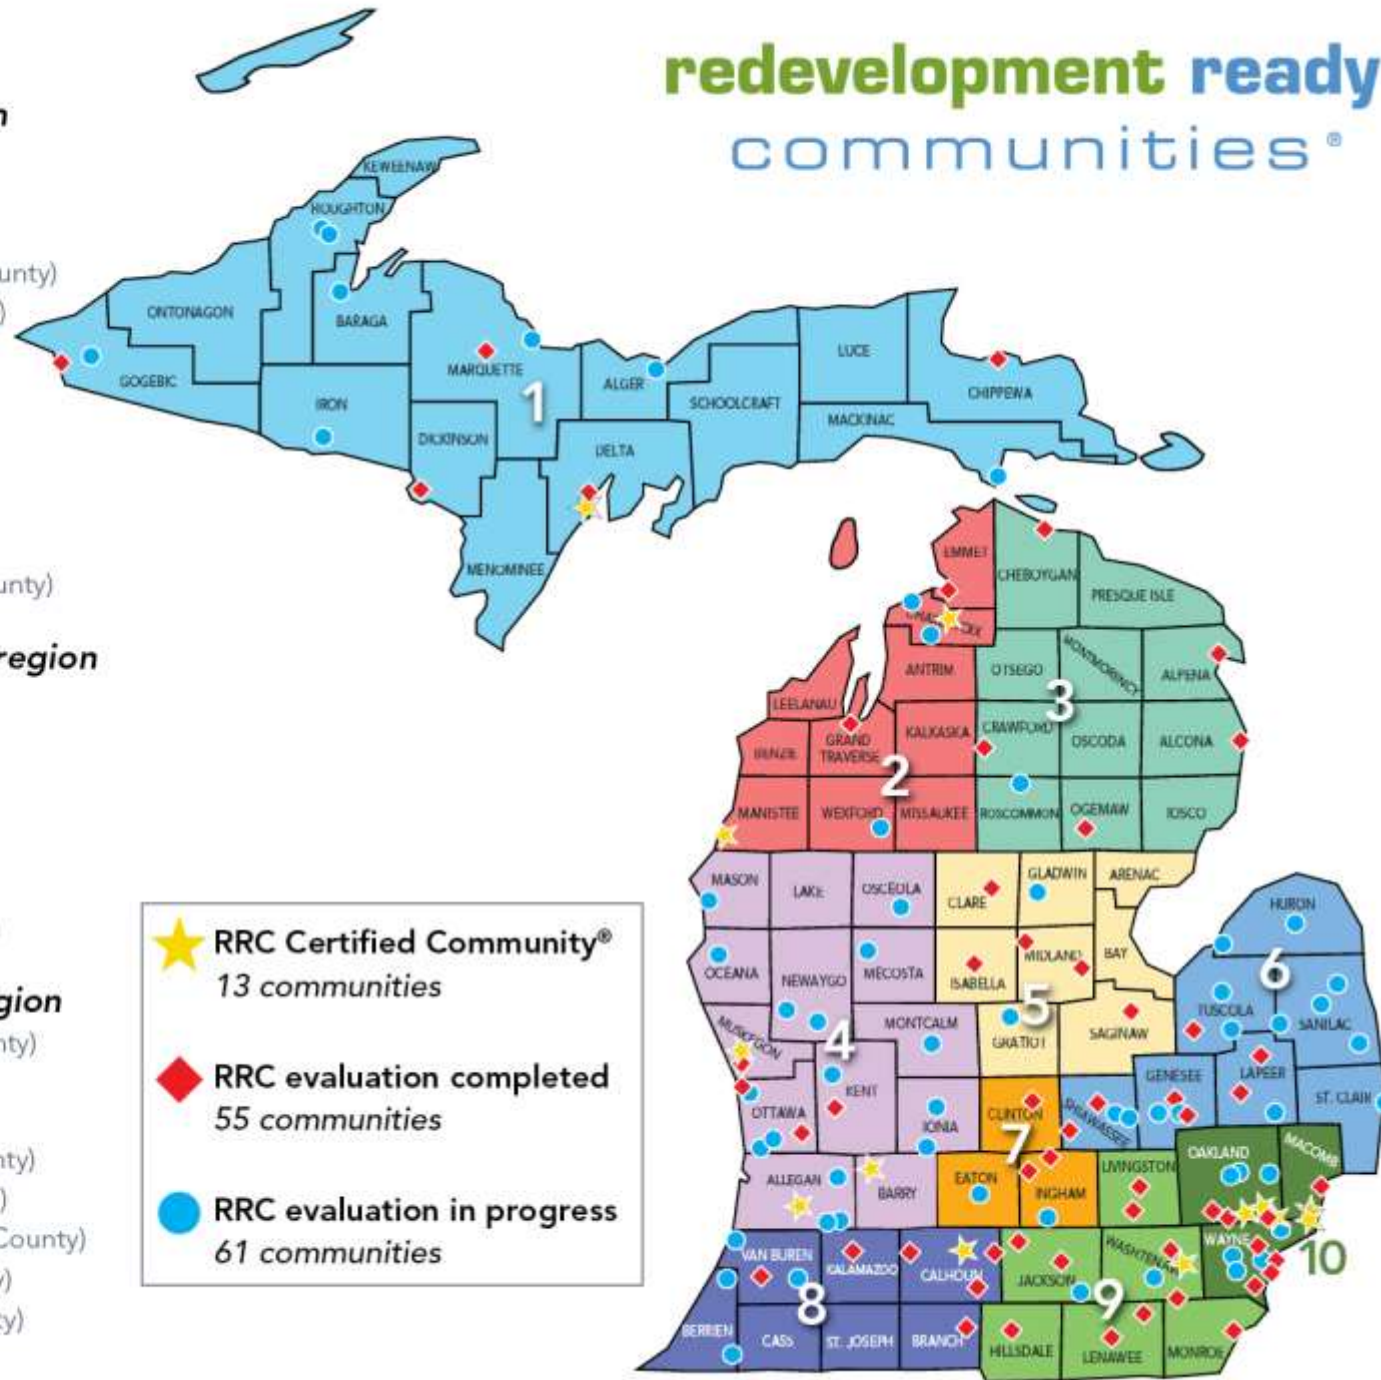 redevelopment ready
communities®
n
unty)
)
unty)
region
gion
nty)
nty)
)
County)
y)
ty)
KEWEENAW
HOUGHTON
ONTONAGON
BARAGA
GOGEBIC
MARQUETTE
LUCE
ALGER
CHIPPEWA
IRON
1
SCHOOLCRAFT
DICKINSON
MACKINAC
DELTA
MENOMINEE
EMMET
CHEBOYGAN
PRESQUE ISLE
ANTRIM
OTSEGO
MONTMORENCY
ALPENA
LEELANAU
3
GRAND
TRAVERSE
KALKASKA
CRAWFORD
OSCODA
ALCONA
BENZIE
2
MANISTEE
WEXFORD
MISSAUKEE
ROSCOMMON
OGEMAW
IOSCO
MASON
LAKE
OSCEOLA
CLARE
GLADWIN
ARENAC
HURON
OCEANA
NEWAYGO
MECOSTA
ISABELLA
MIDLAND
BAY
6
5
TUSCOLA
SANILAC
MUSKEGON
4
MONTCALM
GRATIOT
SAGINAW
KENT
GENESEE
LAPEER
ST. CLAIR
OTTAWA
IONIA
CLINTON
SHIAWASSEE
7
OAKLAND
MACOMB
ALLEGAN
BARRY
EATON
INGHAM
LIVINGSTON
VAN BUREN
KALAMAZOO
CALHOUN
JACKSON
WASHTENAW
WAYNE
10
8
9
BERRIEN
CASS
ST. JOSEPH
BRANCH
HILLSDALE
LENAWEE
MONROE
RRC Certified Community®
13 communities
RRC evaluation completed
55 communities
RRC evaluation in progress
61 communities